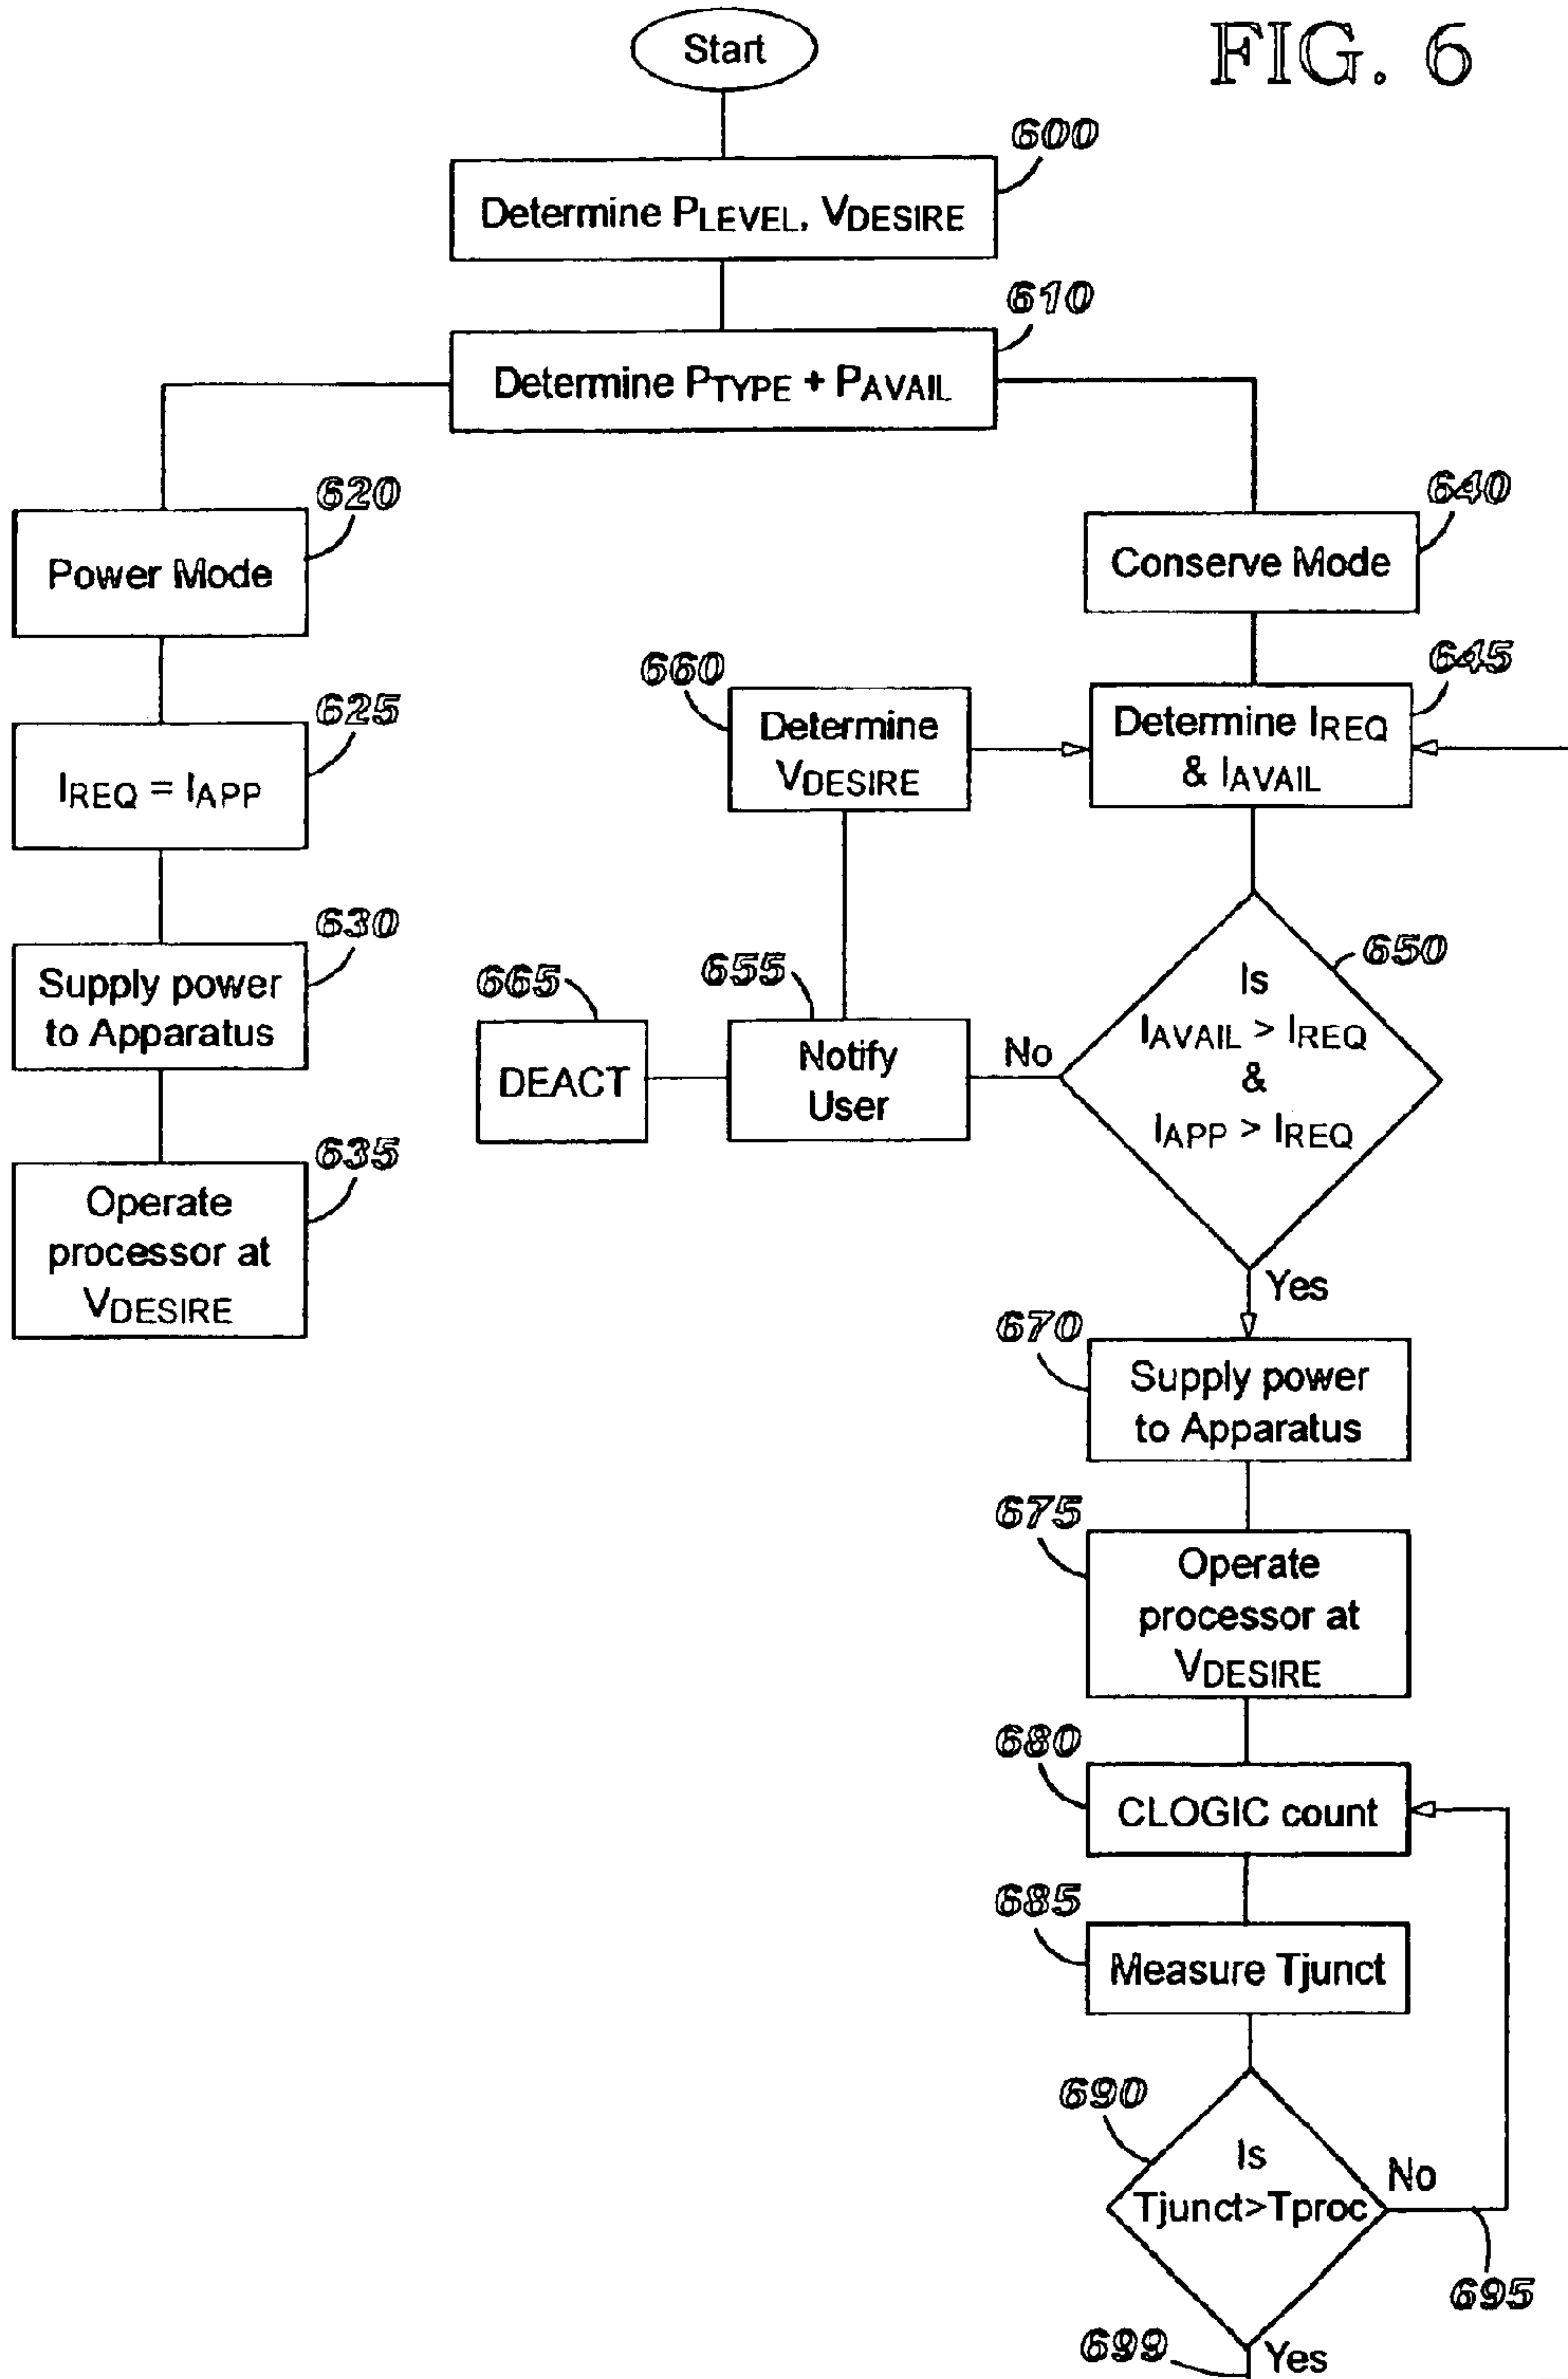 FIG. 6
Start
600
Determine PLEVEL, VDESIRE
610
Determine PTYPE + PAVAIL
620
Power Mode
625
IREQ = IAPP
630
Supply power
to Apparatus
635
Operate
processor at
VDESIRE
640
Conserve Mode
645
Determine IREQ
& IAVAIL
660
Determine
VDESIRE
650
Is
IAVAIL > IREQ
&
IAPP > IREQ
No
655
Notify
User
665
DEACT
Yes
670
Supply power
to Apparatus
675
Operate
processor at
VDESIRE
680
CLOGIC count
685
Measure Tjunct
690
Is
Tjunct>Tproc
No
695
699
Yes